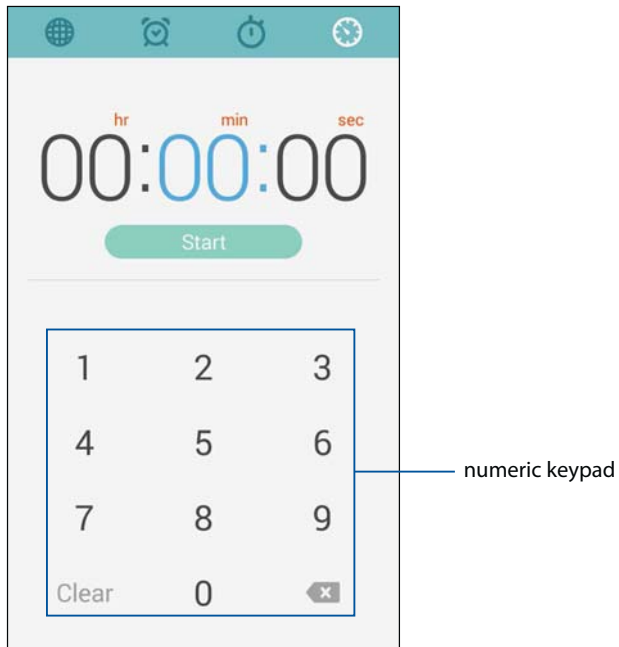 hr min sec
00:00:00
Start
1 2 3
4 5 6
numeric keypad
7 8 9
Clear 0